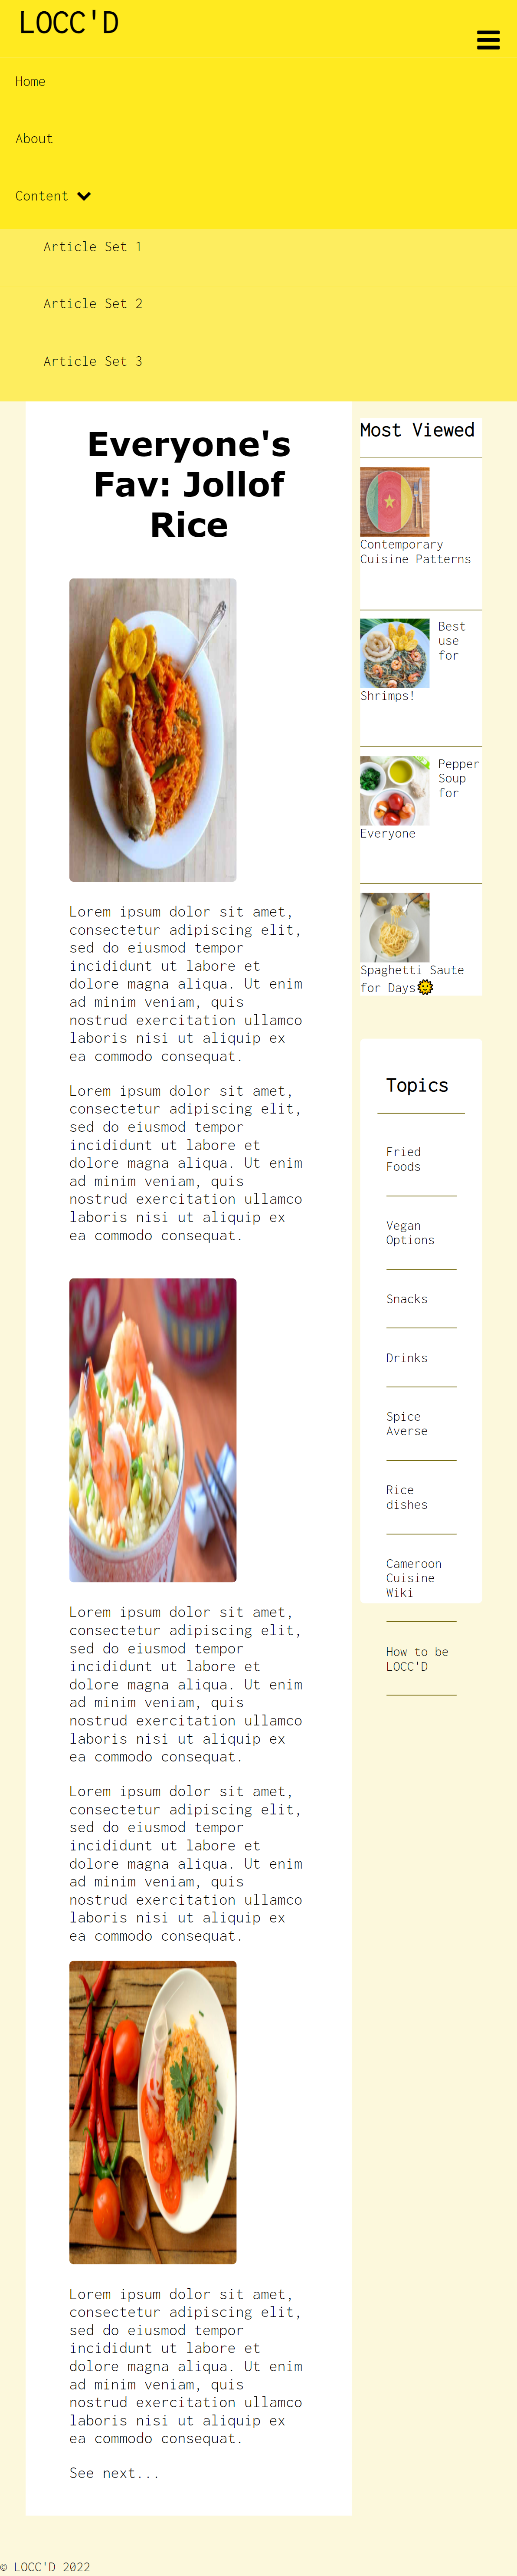 LOCC'D
Home
About
Content
Article Set 1
Article Set 2
Article Set 3
Everyone's
Fav: Jollof
Rice
Lorem ipsum dolor sit amet,
consectetur adipiscing elit,
sed do eiusmod tempor
incididunt ut labore et
dolore magna aliqua. Ut enim
ad minim veniam, quis
nostrud exercitation ullamco
laboris nisi ut aliquip ex
ea commodo consequat.
Lorem ipsum dolor sit amet,
consectetur adipiscing elit,
sed do eiusmod tempor
incididunt ut labore et
dolore magna aliqua. Ut enim
ad minim veniam, quis
nostrud exercitation ullamco
laboris nisi ut aliquip ex
ea commodo consequat.
Lorem ipsum dolor sit amet,
consectetur adipiscing elit,
sed do eiusmod tempor
incididunt ut labore et
dolore magna aliqua. Ut enim
ad minim veniam, quis
nostrud exercitation ullamco
laboris nisi ut aliquip ex
ea commodo consequat.
Lorem ipsum dolor sit amet,
consectetur adipiscing elit,
sed do eiusmod tempor
incididunt ut labore et
dolore magna aliqua. Ut enim
ad minim veniam, quis
nostrud exercitation ullamco
laboris nisi ut aliquip ex
ea commodo consequat.
Lorem ipsum dolor sit amet,
consectetur adipiscing elit,
sed do eiusmod tempor
incididunt ut labore et
dolore magna aliqua. Ut enim
ad minim veniam, quis
nostrud exercitation ullamco
laboris nisi ut aliquip ex
ea commodo consequat.
See next...
Most Viewed
Contemporary
Cuisine Patterns
Best
use
for
Shrimps!
Pepper
Soup
for
Everyone
Spaghetti Saute
for Days🌞
Topics
Fried
Foods
Vegan
Options
Snacks
Drinks
Spice
Averse
Rice
dishes
Cameroon
Cuisine
Wiki
How to be
LOCC'D
© LOCC'D 2022